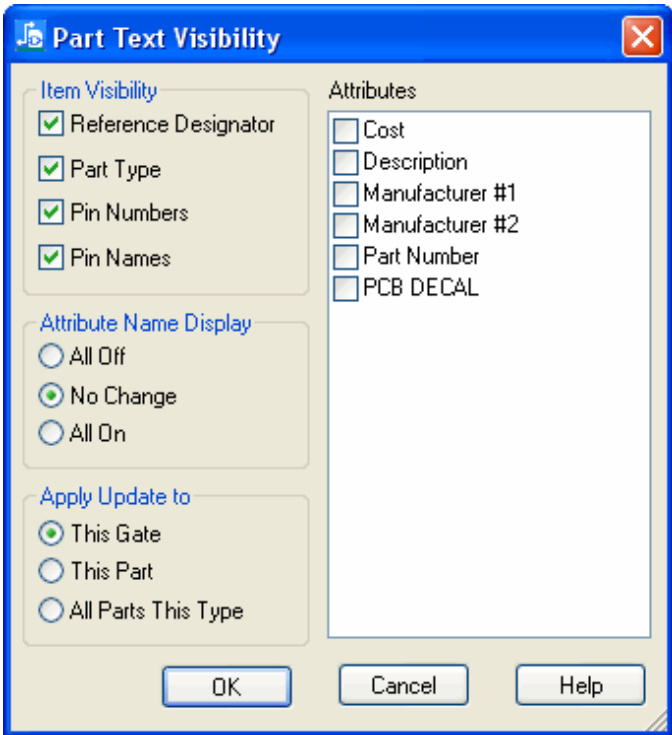 Part Text Visibility
Item Visibility
Reference Designator
Part Type
Pin Numbers
Pin Names
Attribute Name Display
All Off
No Change
All On
Apply Update to
This Gate
This Part
All Parts This Type
Attributes
Cost
Description
Manufacturer #1
Manufacturer #2
Part Number
PCB DECAL
OK
Cancel
Help